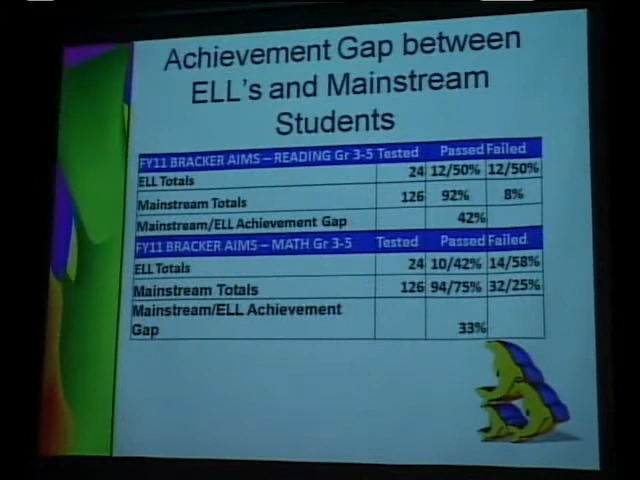 Achievement Gap between
ELL's and Mainstream
Students
FY11 BRACKER AIMS – READING Gr 3-5 Tested Passed Failed
ELL Totals 24 12/50% 12/50%
Mainstream Totals 126 92% 8%
Mainstream/ELL Achievement Gap 42%
FY11 BRACKER AIMS – MATH Gr 3-5 Tested Passed Failed
ELL Totals 24 10/42% 14/58%
Mainstream Totals 126 94/75% 32/25%
Mainstream/ELL Achievement
Gap 33%